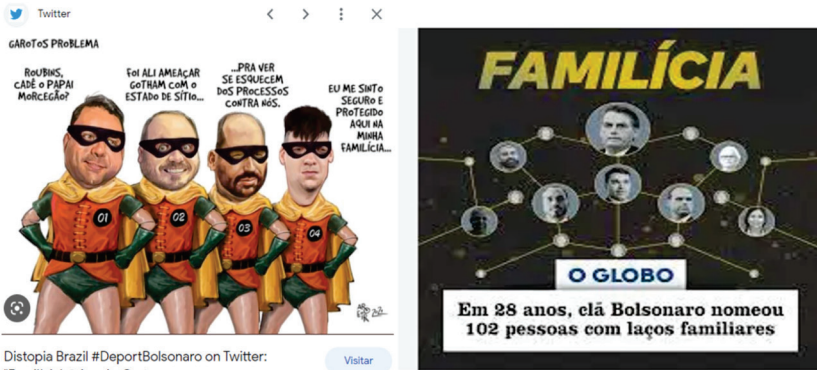 Twitter
GAROTOS PROBLEMA
ROUBINS,
CADÊ O PAPAI
MORCEGÃO?
FOI ALI AMEAÇAR
GOTHAM COM O
ESTADO DE SÍTIO...
...PRA VER
SE ESQUECEM
DOS PROCESSOS
CONTRA NÓS.
EU ME SINTO
SEGURO E
PROTEGIDO
AQUI NA
MINHA
FAMILÍCIA...
01
02
03
04
Distopia Brazil #DeportBolsonaro on Twitter:
Visitar
FAMILÍCIA
O GLOBO
Em 28 anos, clã Bolsonaro nomeou
102 pessoas com laços familiares